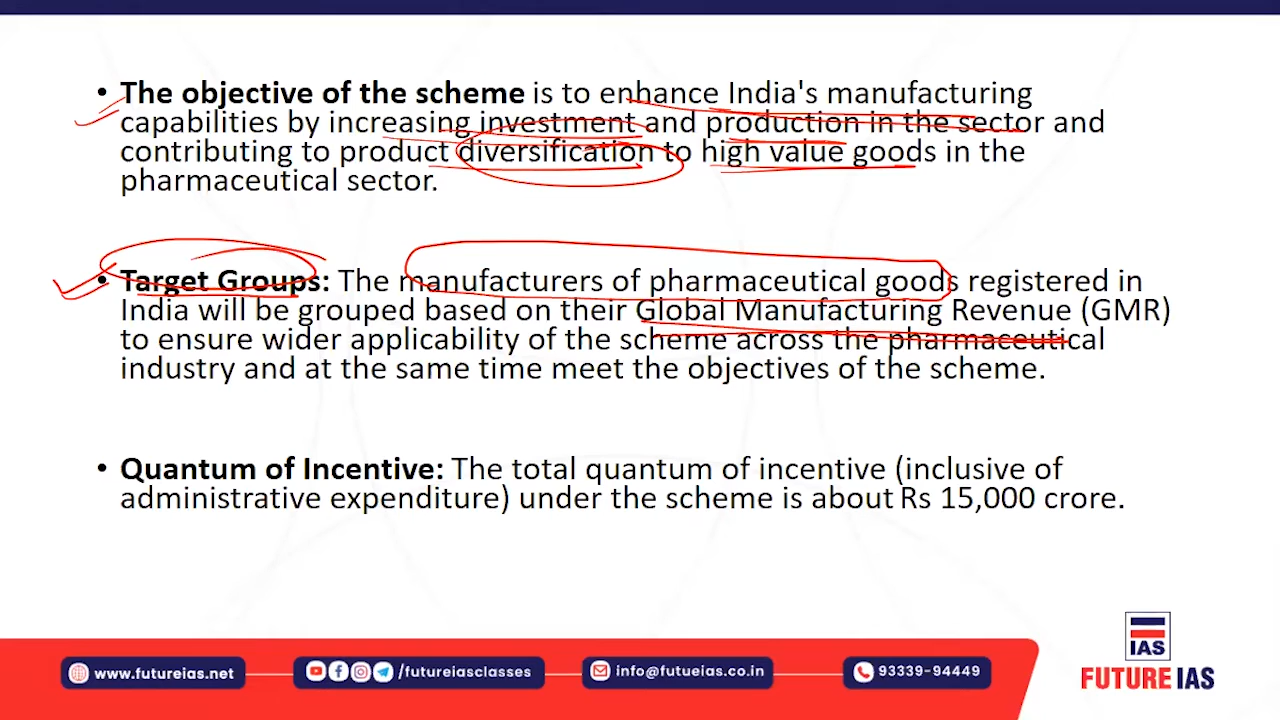 • The objective of the scheme is to enhance India's manufacturing
capabilities by increasing investment and production in the sector and
contributing to product diversification to high value goods in the
pharmaceutical sector.
• Target Groups: The manufacturers of pharmaceutical goods registered in
India will be grouped based on their Global Manufacturing Revenue (GMR)
to ensure wider applicability of the scheme across the pharmaceutical
industry and at the same time meet the objectives of the scheme.
• Quantum of Incentive: The total quantum of incentive (inclusive of
administrative expenditure) under the scheme is about Rs 15,000 crore.
IAS
FUTURE IAS
www.futureias.net
/futureiasclasses
info@futueias.co.in
93339-94449